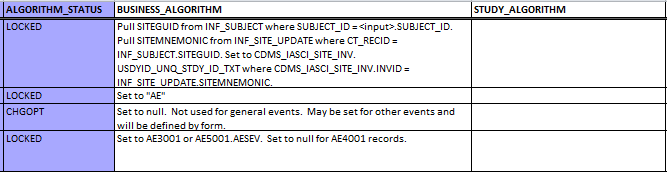 ALGORITHM_STATUS BUSINESS_ALGORITHM STUDY_ALGORITHM
LOCKED Pull SITEGUID from INF_SUBJECT where SUBJECT_ID = <input>.SUBJECT_ID.
Pull SITEMNEMONIC from INF_SITE_UPDATE where CT_RECID =
INF_SUBJECT.SITEGUID. Set to CDMS_IASCI_SITE_INV.
USDYID_UNQ_STDY_ID_TXT where CDMS_IASCI_SITE_INV.INVID =
INF_SITE_UPDATE.SITEMNEMONIC.
LOCKED Set to "AE"
CHGOPT Set to null. Not used for general events. May be set for other events and
will be defined by form.
LOCKED Set to AE3001 or AE5001.AESEV. Set to null for AE4001 records.